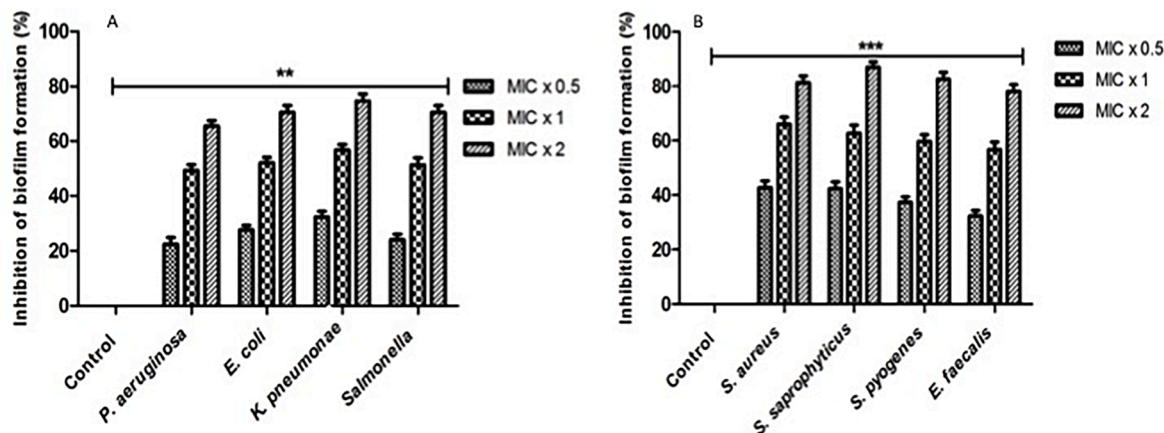 A
Inhibition of biofilm formation (%)
100
80
60
40
20
0
**
MIC x 0.5
MIC x 1
MIC x 2
Control
P. aeruginosa
E. coli
K. pneumonae
Salmonella
B
Inhibition of biofilm formation (%)
100
80
60
40
20
0
***
MIC x 0.5
MIC x 1
MIC x 2
Control
S. aureus
S. saprophyticus
S. pyogenes
E. faecalis